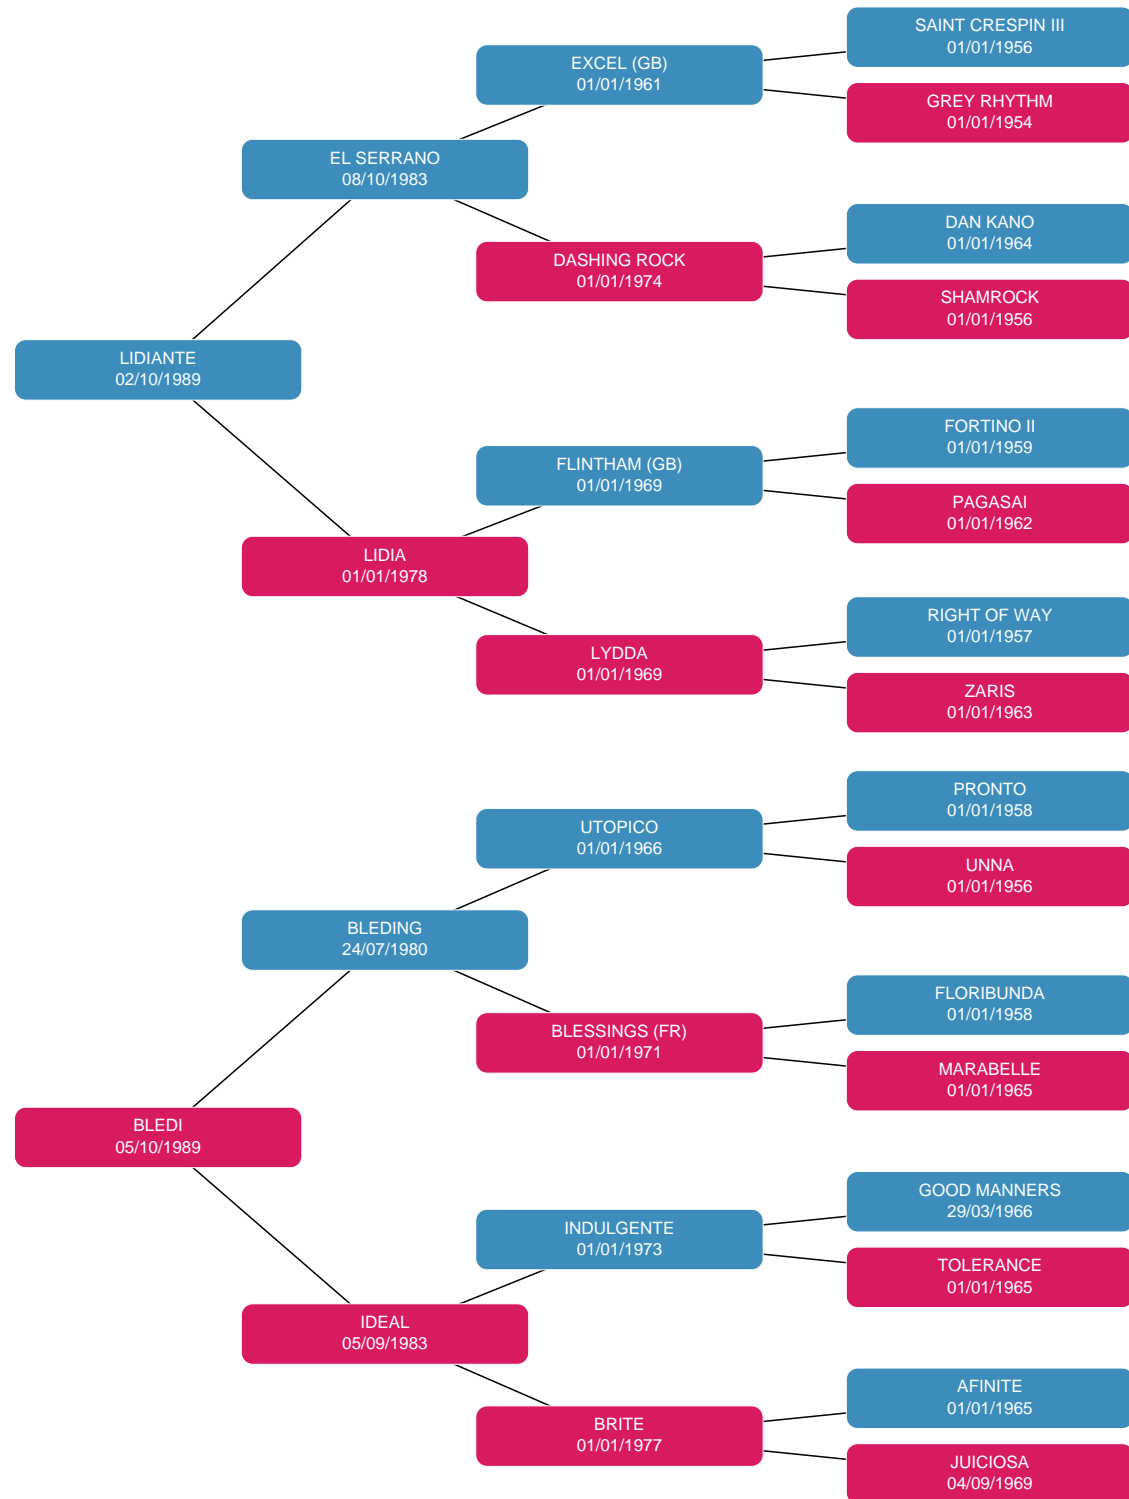 SAINT CRESPIN III
01/01/1956
EXCEL (GB)
01/01/1961
GREY RHYTHM
01/01/1954
EL SERRANO
08/10/1983
DAN KANO
01/01/1964
DASHING ROCK
01/01/1974
SHAMROCK
01/01/1956
LIDIANTE
02/10/1989
FORTINO II
01/01/1959
FLINTHAM (GB)
01/01/1969
PAGASAI
01/01/1962
LIDIA
01/01/1978
RIGHT OF WAY
01/01/1957
LYDDA
01/01/1969
ZARIS
01/01/1963
PRONTO
01/01/1958
UTOPICO
01/01/1966
UNNA
01/01/1956
BLEDING
24/07/1980
FLORIBUNDA
01/01/1958
BLESSINGS (FR)
01/01/1971
MARABELLE
01/01/1965
BLEDI
05/10/1989
GOOD MANNERS
29/03/1966
INDULGENTE
01/01/1973
TOLERANCE
01/01/1965
IDEAL
05/09/1983
AFINITE
01/01/1965
BRITE
01/01/1977
JUICIOSA
04/09/1969